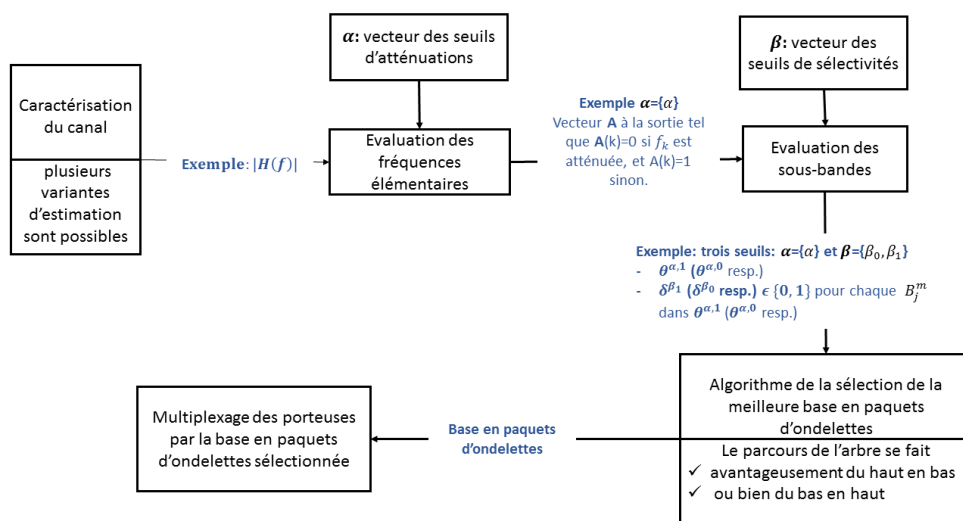 α: vecteur des seuils
d'atténuations
β: vecteur des
seuils de sélectivités
Caractérisation
du canal
plusieurs
variantes
d'estimation
sont possibles
Exemple: |H(f)|
Evaluation des
fréquences
élémentaires
Exemple α={α}
Vecteur A à la sortie tel
que A(k)=0 si f_k est
atténuée, et A(k)=1
sinon.
Evaluation des
sous-bandes
Exemple: trois seuils: α={α} et β={β₀, β₁}
- θ^{α,1} (θ^{α,0} resp.)
- δ^{β₁} (δ^{β₀} resp.) ϵ {0, 1} pour chaque B_j^m
dans θ^{α,1} (θ^{α,0} resp.)
Algorithme de la sélection de la
meilleure base en paquets
d'ondelettes
Le parcours de l'arbre se fait
✓ avantageusement du haut en bas
✓ ou bien du bas en haut
Base en paquets
d'ondelettes
Multiplexage des porteuses
par la base en paquets
d'ondelettes sélectionnée